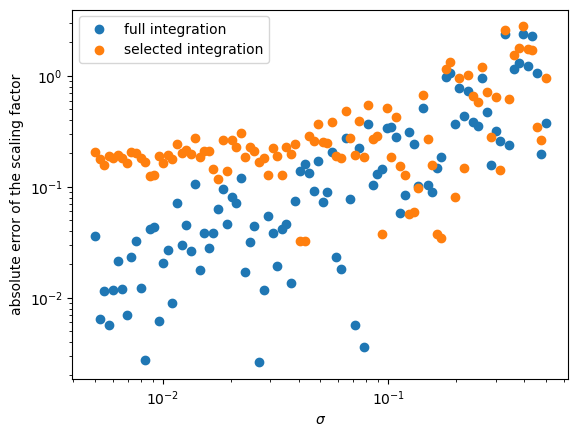 full integration
selected integration
absolute error of the scaling factor
10⁰
10⁻¹
10⁻²
10⁻²
10⁻¹
σ